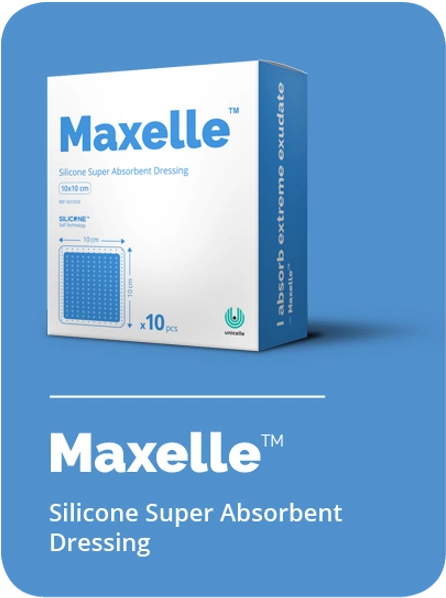 Maxelle™
Silicone Super Absorbent Dressing
10x10 cm
SILICONE™
Soft Technology
10 cm
10 cm
x10 pcs
unicelle
I absorb extreme exudate
– Maxelle™
Maxelle™
Silicone Super Absorbent
Dressing